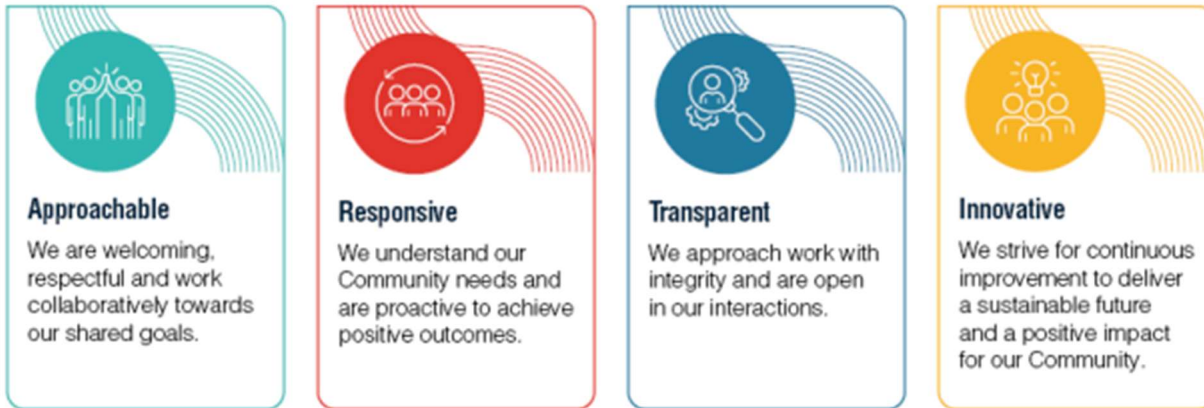 Approachable
We are welcoming,
respectful and work
collaboratively towards
our shared goals.
Responsive
We understand our
Community needs and
are proactive to achieve
positive outcomes.
Transparent
We approach work with
integrity and are open
in our interactions.
Innovative
We strive for continuous
improvement to deliver
a sustainable future
and a positive impact
for our Community.